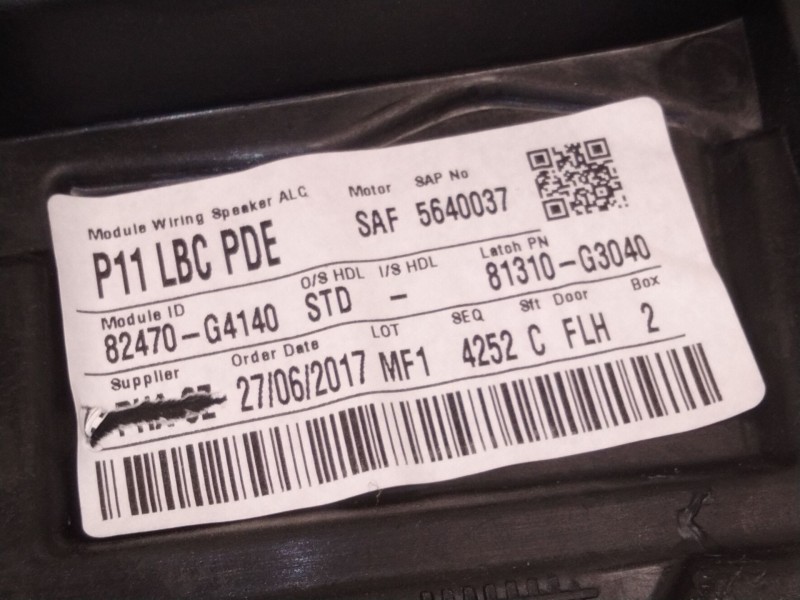 Module Wiring Speaker ALC Motor SAP No
P11 LBC PDE SAF 5640037
Module ID O/S HDL I/S HDL Latch PN
82470-G4140 STD - 81310-G3040
Supplier Order Date LOT SEQ Sft Door Box
27/06/2017 MF1 4252 C FLH 2